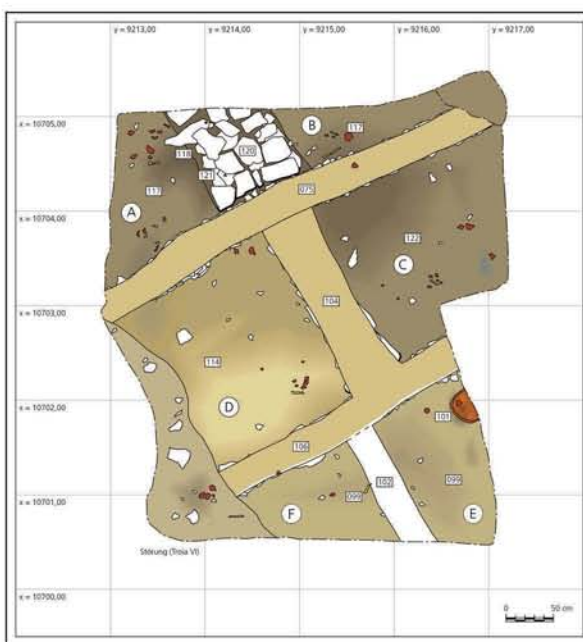 y = 9213,00 y = 9214,00 y = 9215,00 y = 9216,00 y = 9217,00
x = 10705,00
B
117
118
120
121
117
075
x = 10704,00
A
122
C
x = 10703,00
104
114
x = 10702,00
D
101
106
x = 10701,00
099
102
099
F
E
Störung (Troia VI)
x = 10700,00
0 50 cm